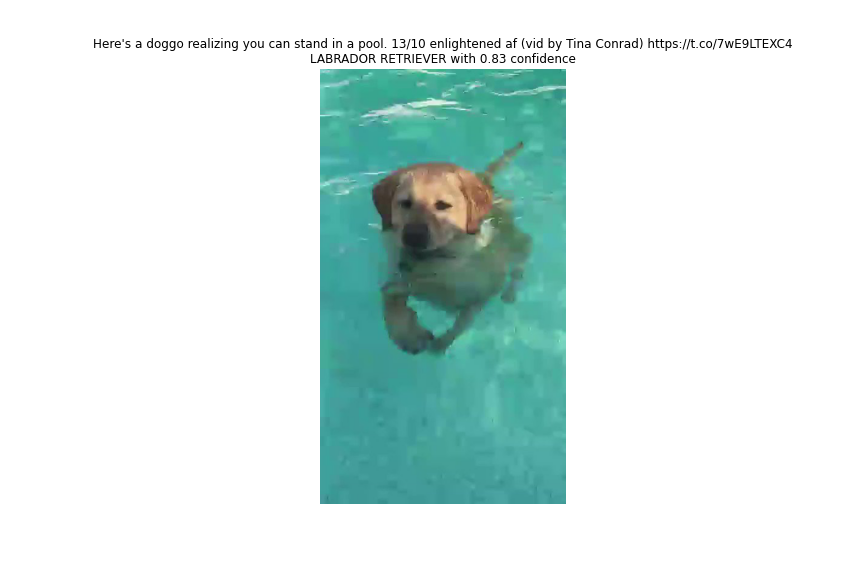 Here's a doggo realizing you can stand in a pool. 13/10 enlightened af (vid by Tina Conrad) https://t.co/7wE9LTEXC4
LABRADOR RETRIEVER with 0.83 confidence